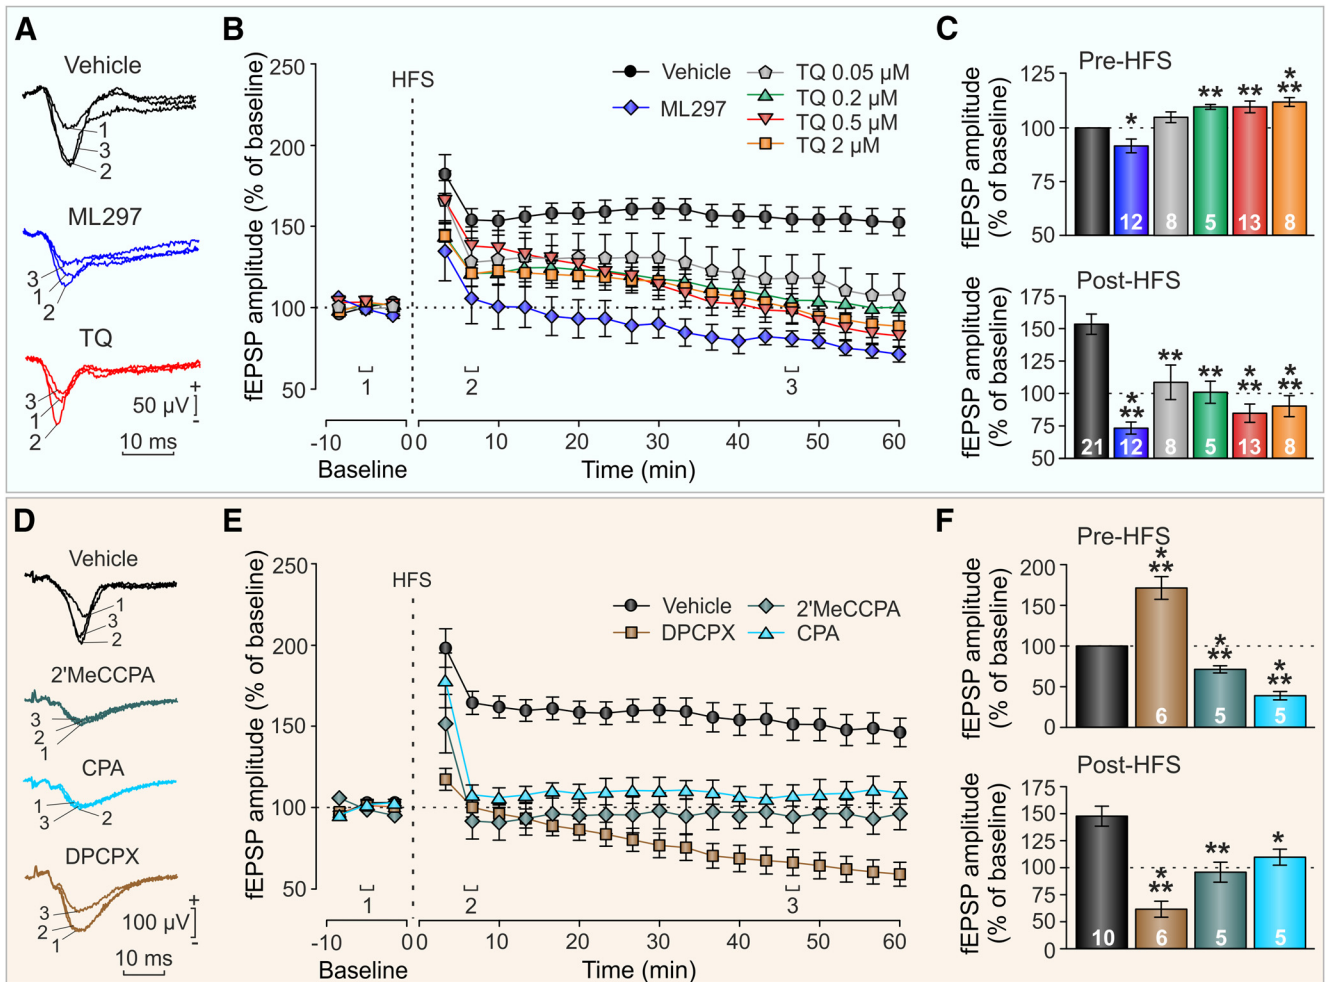 A
Vehicle
1
3
2
ML297
3
1
2
TQ
3
1
2
+
50 µV
-
10 ms
B
fEPSP amplitude (% of baseline)
250
200
150
100
50
HFS
Vehicle
ML297
TQ 0.05 µM
TQ 0.2 µM
TQ 0.5 µM
TQ 2 µM
1
2
3
-10
0
0
10
20
30
40
50
60
Baseline
Time (min)
C
Pre-HFS
fEPSP amplitude
(% of baseline)
125
100
75
50
*
**
**
*
**
12
8
5
13
8
Post-HFS
fEPSP amplitude
(% of baseline)
175
150
125
100
75
50
*
**
**
**
*
**
*
**
21
12
8
5
13
8
D
Vehicle
1
3
2
2'MeCCPA
3
2
1
CPA
1
3
2
DPCPX
3
2
1
+
100 µV
-
10 ms
E
fEPSP amplitude (% of baseline)
250
200
150
100
50
HFS
Vehicle
DPCPX
2'MeCCPA
CPA
1
2
3
-10
0
0
10
20
30
40
50
60
Baseline
Time (min)
F
Pre-HFS
fEPSP amplitude
(% of baseline)
200
150
100
50
0
*
**
*
**
*
**
6
5
5
Post-HFS
fEPSP amplitude
(% of baseline)
175
150
125
100
75
50
0
*
**
**
*
10
6
5
5